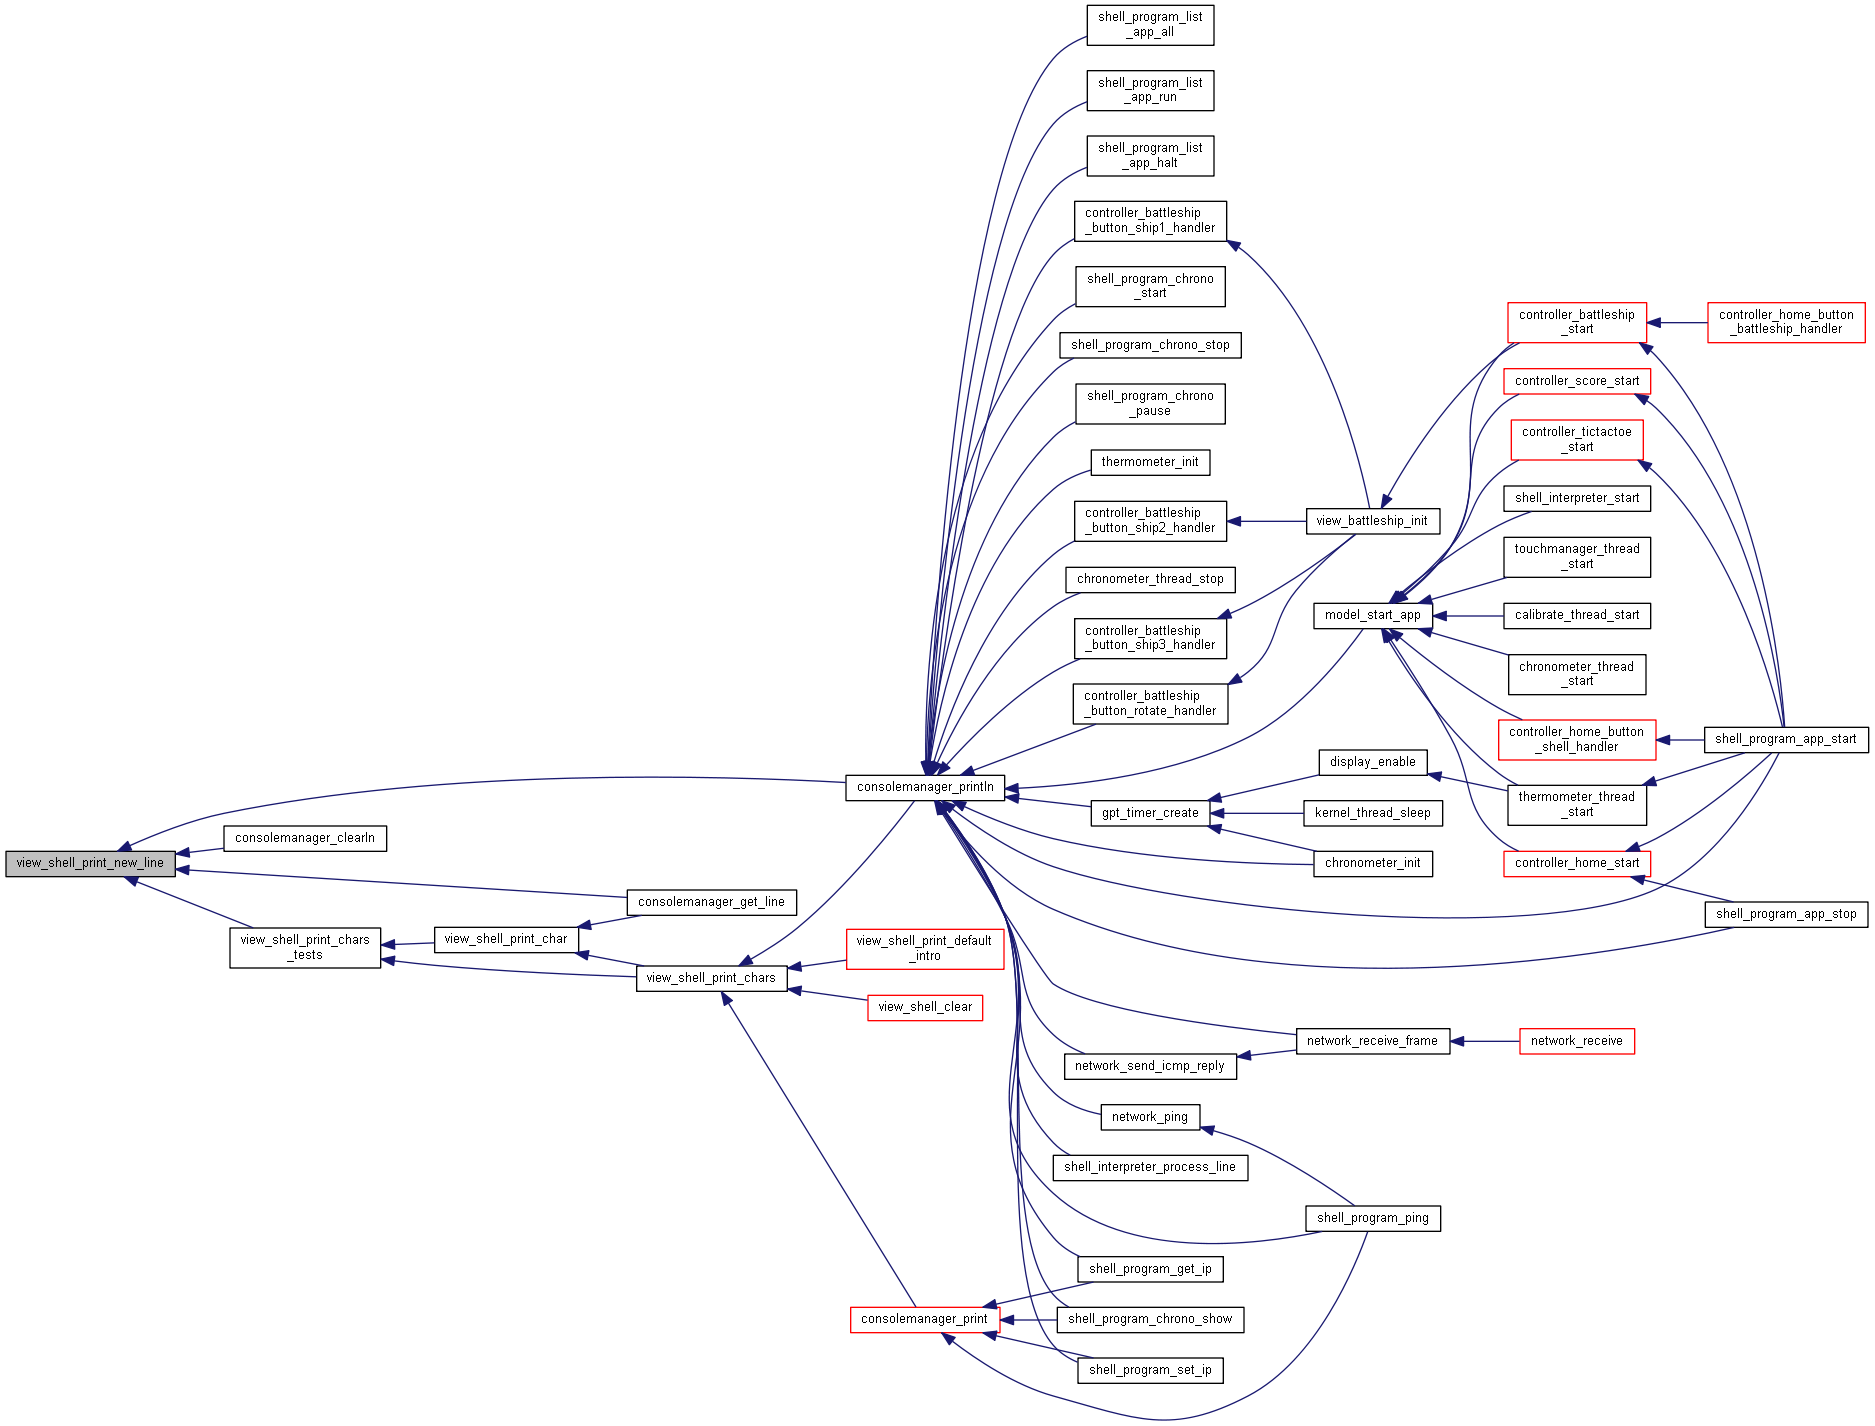 shell_program_list
_app_all
shell_program_list
_app_run
shell_program_list
_app_halt
controller_battleship
_button_ship1_handler
shell_program_chrono
_start
shell_program_chrono_stop
shell_program_chrono
_pause
thermometer_init
controller_battleship
_button_ship2_handler
chronometer_thread_stop
controller_battleship
_button_ship3_handler
controller_battleship
_button_rotate_handler
view_battleship_init
model_start_app
controller_battleship
_start
controller_home_button
_battleship_handler
controller_score_start
controller_tictactoe
_start
shell_interpreter_start
touchmanager_thread
_start
calibrate_thread_start
chronometer_thread
_start
controller_home_button
_shell_handler
shell_program_app_start
display_enable
thermometer_thread
_start
consolemanager_println
gpt_timer_create
kernel_thread_sleep
chronometer_init
controller_home_start
shell_program_app_stop
consolemanager_clearln
view_shell_print_new_line
consolemanager_get_line
view_shell_print_chars
_tests
view_shell_print_char
view_shell_print_chars
view_shell_print_default
_intro
view_shell_clear
network_receive_frame
network_receive
network_send_icmp_reply
network_ping
shell_interpreter_process_line
shell_program_ping
shell_program_get_ip
consolemanager_print
shell_program_chrono_show
shell_program_set_ip